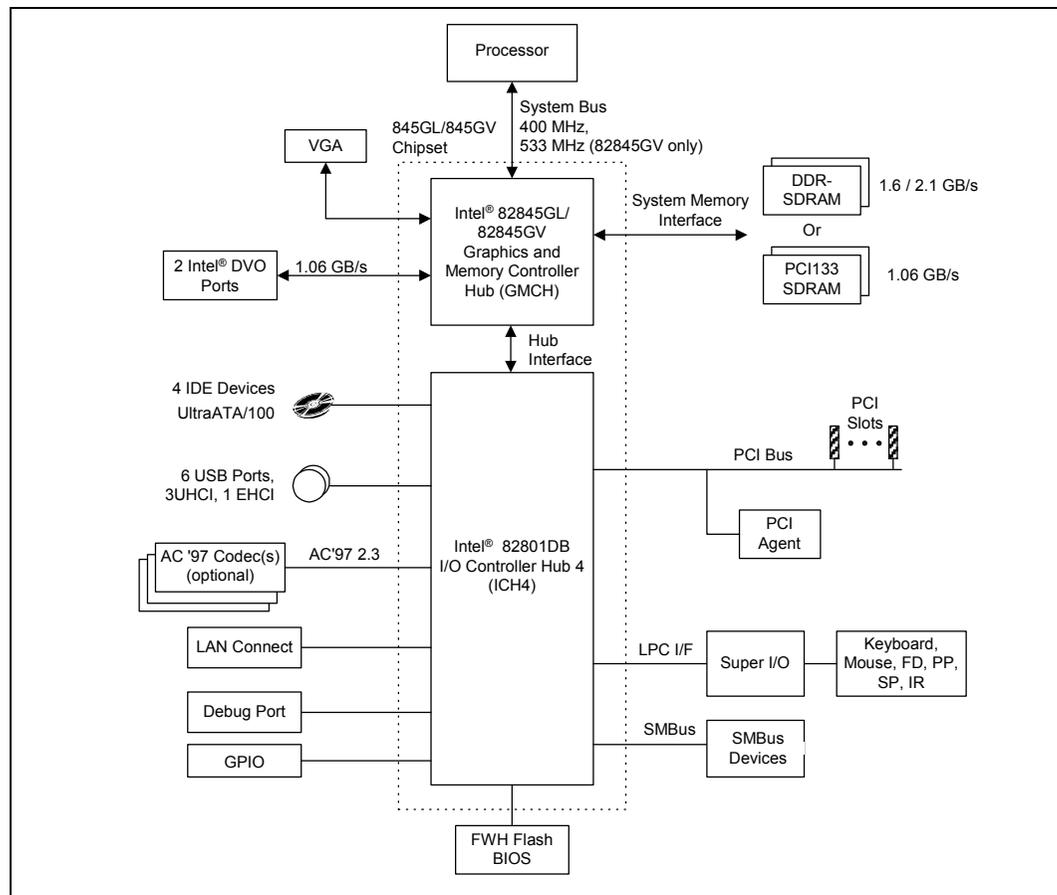 Processor
System Bus
400 MHz,
533 MHz (82845GV only)
845GL/845GV
Chipset
VGA
DDR-
SDRAM
1.6 / 2.1 GB/s
Intel® 82845GL/
82845GV
Graphics and
Memory Controller
Hub (GMCH)
System Memory
Interface
Or
2 Intel® DVO
Ports
1.06 GB/s
PCI133
SDRAM
1.06 GB/s
Hub
Interface
4 IDE Devices
UltraATA/100
PCI
Slots
PCI Bus
6 USB Ports,
3UHCI, 1 EHCI
PCI
Agent
Intel® 82801DB
I/O Controller Hub 4
(ICH4)
AC '97 Codec(s)
(optional)
AC'97 2.3
LAN Connect
LPC I/F
Super I/O
Keyboard,
Mouse, FD, PP,
SP, IR
Debug Port
SMBus
SMBus
Devices
GPIO
FWH Flash
BIOS